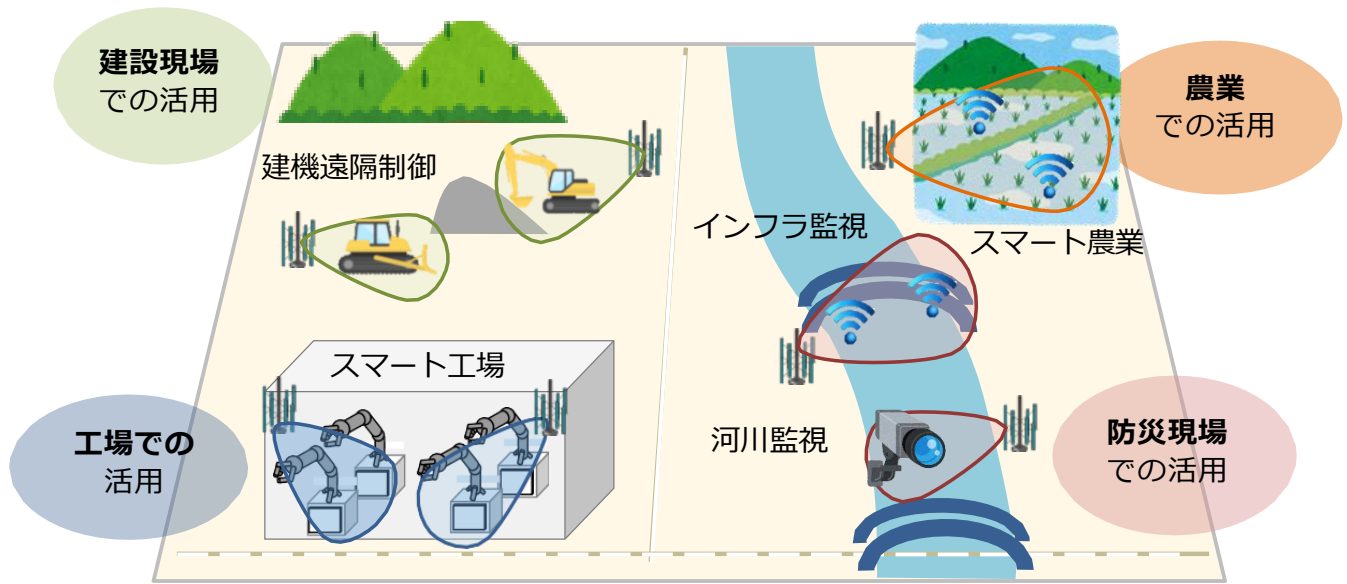 建設現場
での活用
農業
での活用
建機遠隔制御
インフラ監視
スマート農業
スマート工場
工場での
活用
河川監視
防災現場
での活用